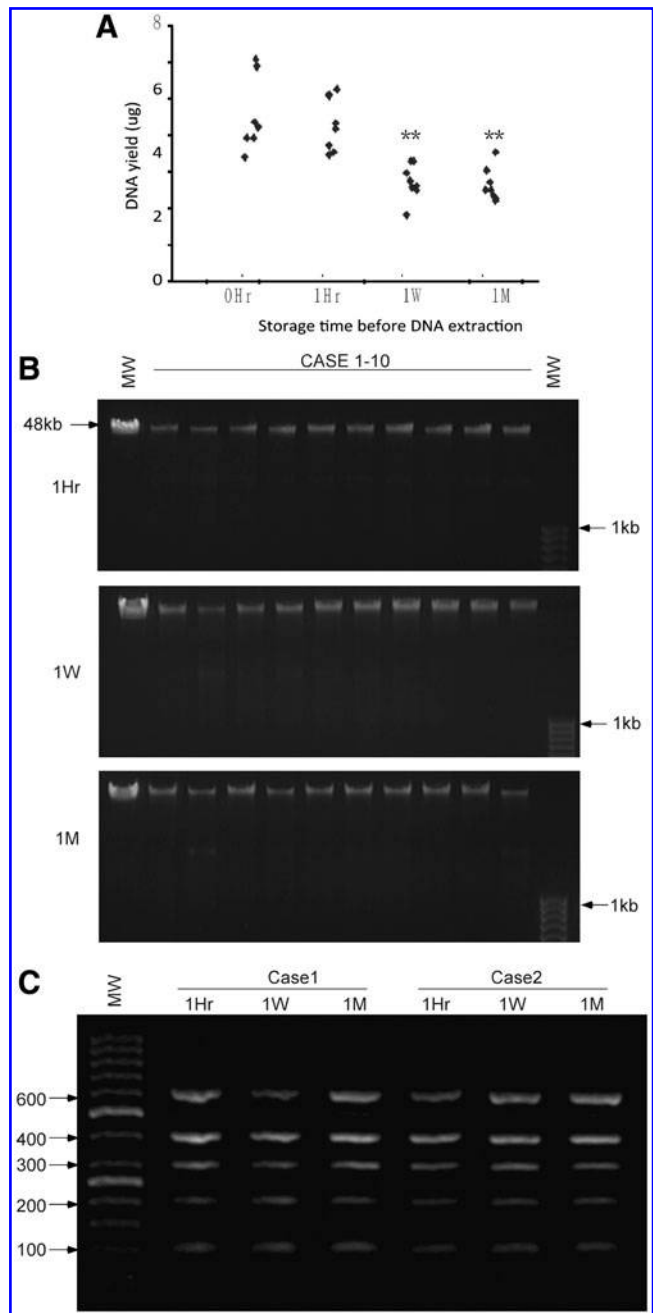 A
8
6
4
2
0
DNA yield (ug)
** **
0Hr 1Hr 1W 1M
Storage time before DNA extraction
B
MW CASE 1-10 MW
48kb
1Hr
1kb
1W
1kb
1M
1kb
C
MW Case1 Case2
1Hr 1W 1M 1Hr 1W 1M
600
400
300
200
100